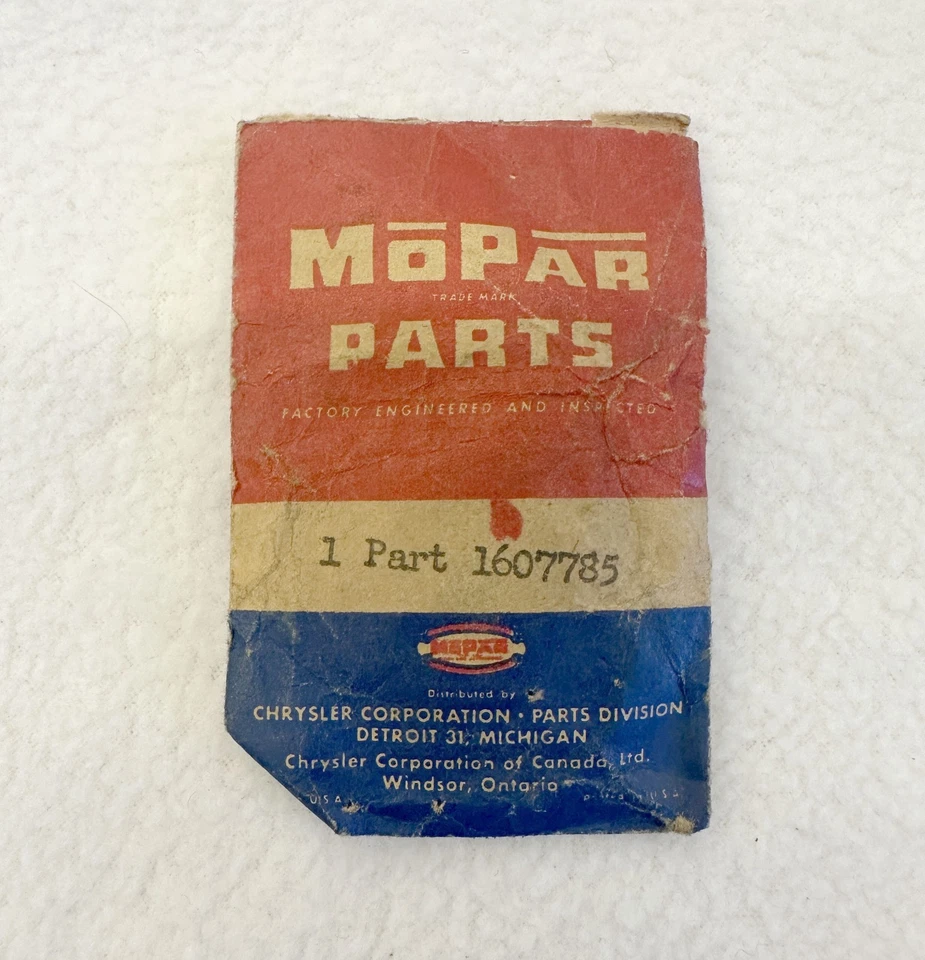 MōPAR
TRADE MARK
PARTS
FACTORY ENGINEERED AND INSPECTED
1 Part 1607785
MOPAR
Distributed by
CHRYSLER CORPORATION · PARTS DIVISION
DETROIT 31, MICHIGAN
Chrysler Corporation of Canada, Ltd.
Windsor, Ontario
U S A U.S.A.